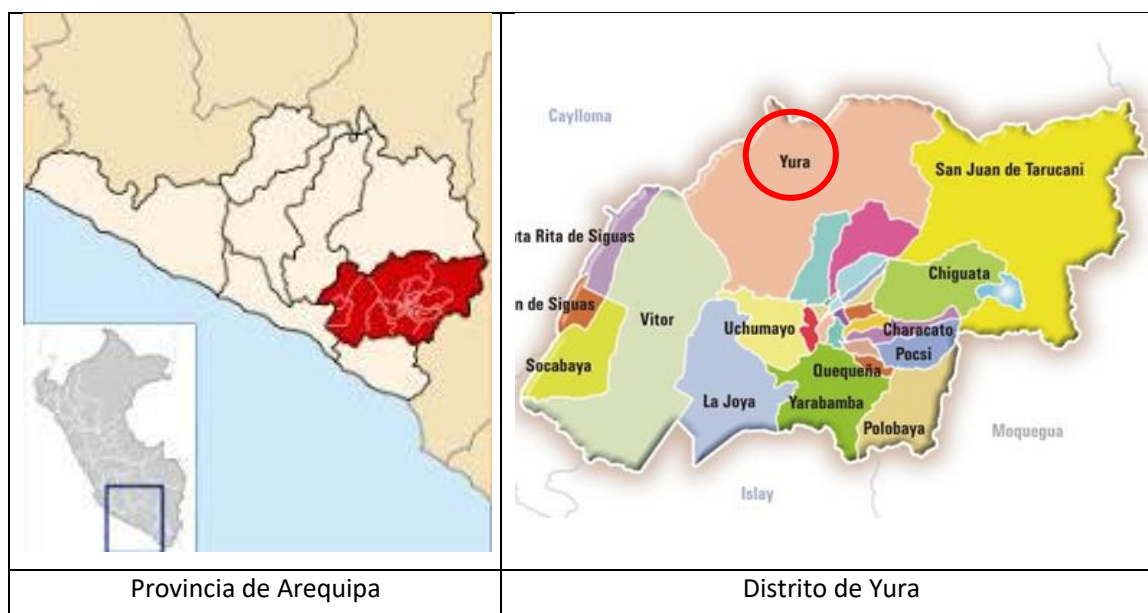 Caylloma
Yura
San Juan de Tarucani
ta Rita de Siguas
Chiguata
n de Siguas
Vitor
Uchumayo
Characato
Pocsi
Socabaya
Quequeña
La Joya
Yarabamba
Polobaya
Moquegua
Islay
Provincia de Arequipa
Distrito de Yura